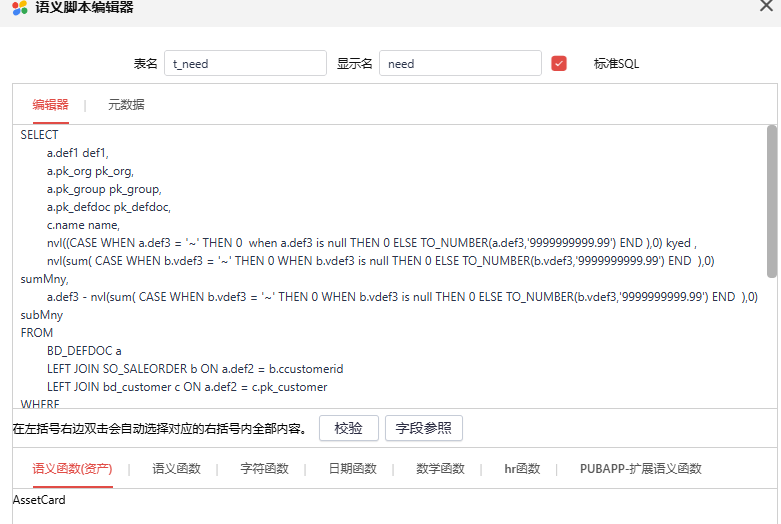 语义脚本编辑器
表名 t_need 显示名 need 标准SQL
编辑器 | 元数据
SELECT
a.def1 def1,
a.pk_org pk_org,
a.pk_group pk_group,
a.pk_defdoc pk_defdoc,
c.name name,
nvl((CASE WHEN a.def3 = '~' THEN 0  when a.def3 is null THEN 0 ELSE TO_NUMBER(a.def3,'9999999999.99') END ),0) kyed ,
nvl(sum( CASE WHEN b.vdef3 = '~' THEN 0 WHEN b.vdef3 is null THEN 0 ELSE TO_NUMBER(b.vdef3,'9999999999.99') END  ),0)
sumMny,
a.def3 - nvl(sum( CASE WHEN b.vdef3 = '~' THEN 0 WHEN b.vdef3 is null THEN 0 ELSE TO_NUMBER(b.vdef3,'9999999999.99') END  ),0)
subMny
FROM
BD_DEFDOC a
LEFT JOIN SO_SALEORDER b ON a.def2 = b.ccustomerid
LEFT JOIN bd_customer c ON a.def2 = c.pk_customer
WHERE
在左括号右边双击会自动选择对应的右括号内全部内容。 校验 字段参照
语义函数(资产) | 语义函数 | 字符函数 | 日期函数 | 数学函数 | hr函数 | PUBAPP-扩展语义函数
AssetCard